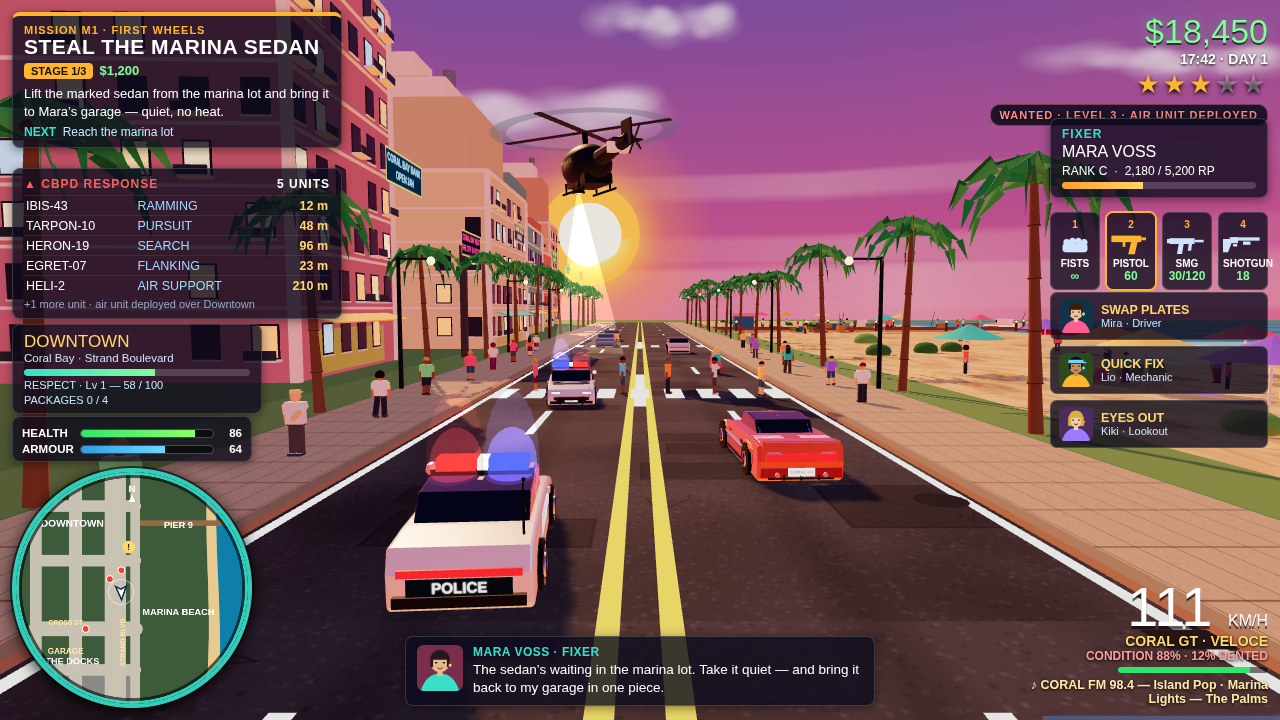 MISSION M1 · FIRST WHEELS
STEAL THE MARINA SEDAN
STAGE 1/3 $1,200
Lift the marked sedan from the marina lot and bring it
to Mara's garage — quiet, no heat.
NEXT Reach the marina lot
▲ CBPD RESPONSE 5 UNITS
IBIS-43 RAMMING 12 m
TARPON-10 PURSUIT 48 m
HERON-19 SEARCH 96 m
EGRET-07 FLANKING 23 m
HELI-2 AIR SUPPORT 210 m
+1 more unit · air unit deployed over Downtown
DOWNTOWN
Coral Bay · Strand Boulevard
RESPECT · Lv 1 — 58 / 100
PACKAGES 0 / 4
HEALTH 86
ARMOUR 64
N
DOWNTOWN
PIER 9
!
MARINA BEACH
CROSS ST
STRAND BLVD
GARAGE
THE DOCKS
CORAL BAY BANK
OPEN 24H
POLICE
$18,450
17:42 · DAY 1
WANTED · LEVEL 3 · AIR UNIT DEPLOYED
FIXER
MARA VOSS
RANK C · 2,180 / 5,200 RP
1 FISTS ∞
2 PISTOL 60
3 SMG 30/120
4 SHOTGUN 18
SWAP PLATES
Mira · Driver
QUICK FIX
Lio · Mechanic
EYES OUT
Kiki · Lookout
MARA VOSS · FIXER
The sedan's waiting in the marina lot. Take it quiet — and bring it
back to my garage in one piece.
111 KM/H
CORAL GT · VELOCE
CONDITION 88% · 12% DENTED
♪ CORAL FM 98.4 — Island Pop · Marina
Lights — The Palms